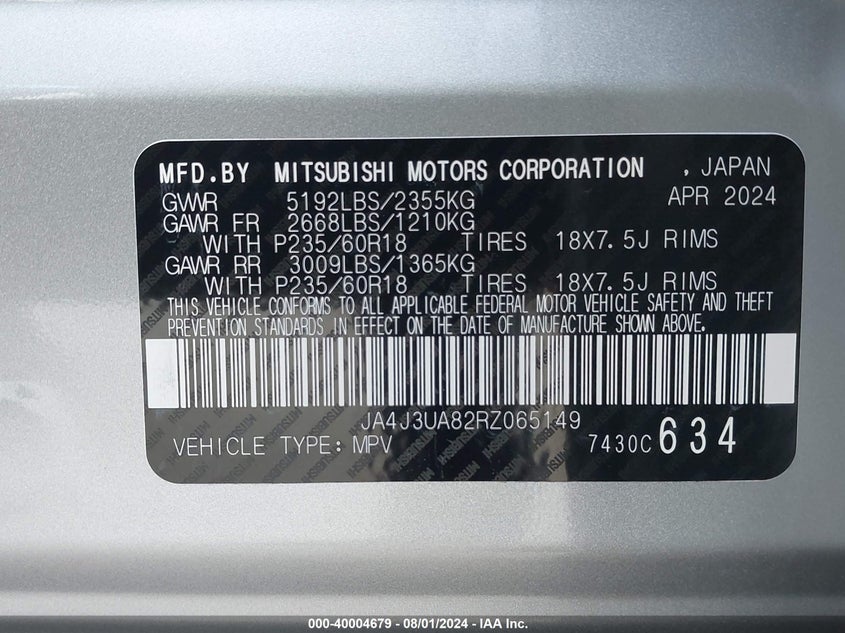 MFD.BY MITSUBISHI MOTORS CORPORATION , JAPAN
GVWR 5192LBS/2355KG APR 2024
GAWR FR 2668LBS/1210KG
WITH P235/60R18 TIRES 18X7.5J RIMS
GAWR RR 3009LBS/1365KG
WITH P235/60R18 TIRES 18X7.5J RIMS
THIS VEHICLE CONFORMS TO ALL APPLICABLE FEDERAL MOTOR VEHICLE SAFETY AND THEFT
PREVENTION STANDARDS IN EFFECT ON THE DATE OF MANUFACTURE SHOWN ABOVE.
JA4J3UA82RZ065149
VEHICLE TYPE: MPV 7430C 634
000-40004679 // 08/01/2024 - IAA Inc.